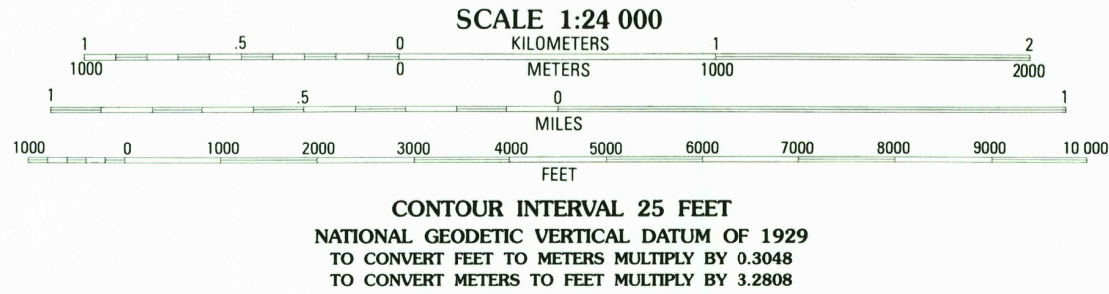 SCALE 1:24 000
1 .5 0 KILOMETERS 1 2
1000 0 METERS 1000 2000
1 .5 0 1
MILES
1000 0 1000 2000 3000 4000 5000 6000 7000 8000 9000 10 000
FEET
CONTOUR INTERVAL 25 FEET
NATIONAL GEODETIC VERTICAL DATUM OF 1929
TO CONVERT FEET TO METERS MULTIPLY BY 0.3048
TO CONVERT METERS TO FEET MULTIPLY BY 3.2808